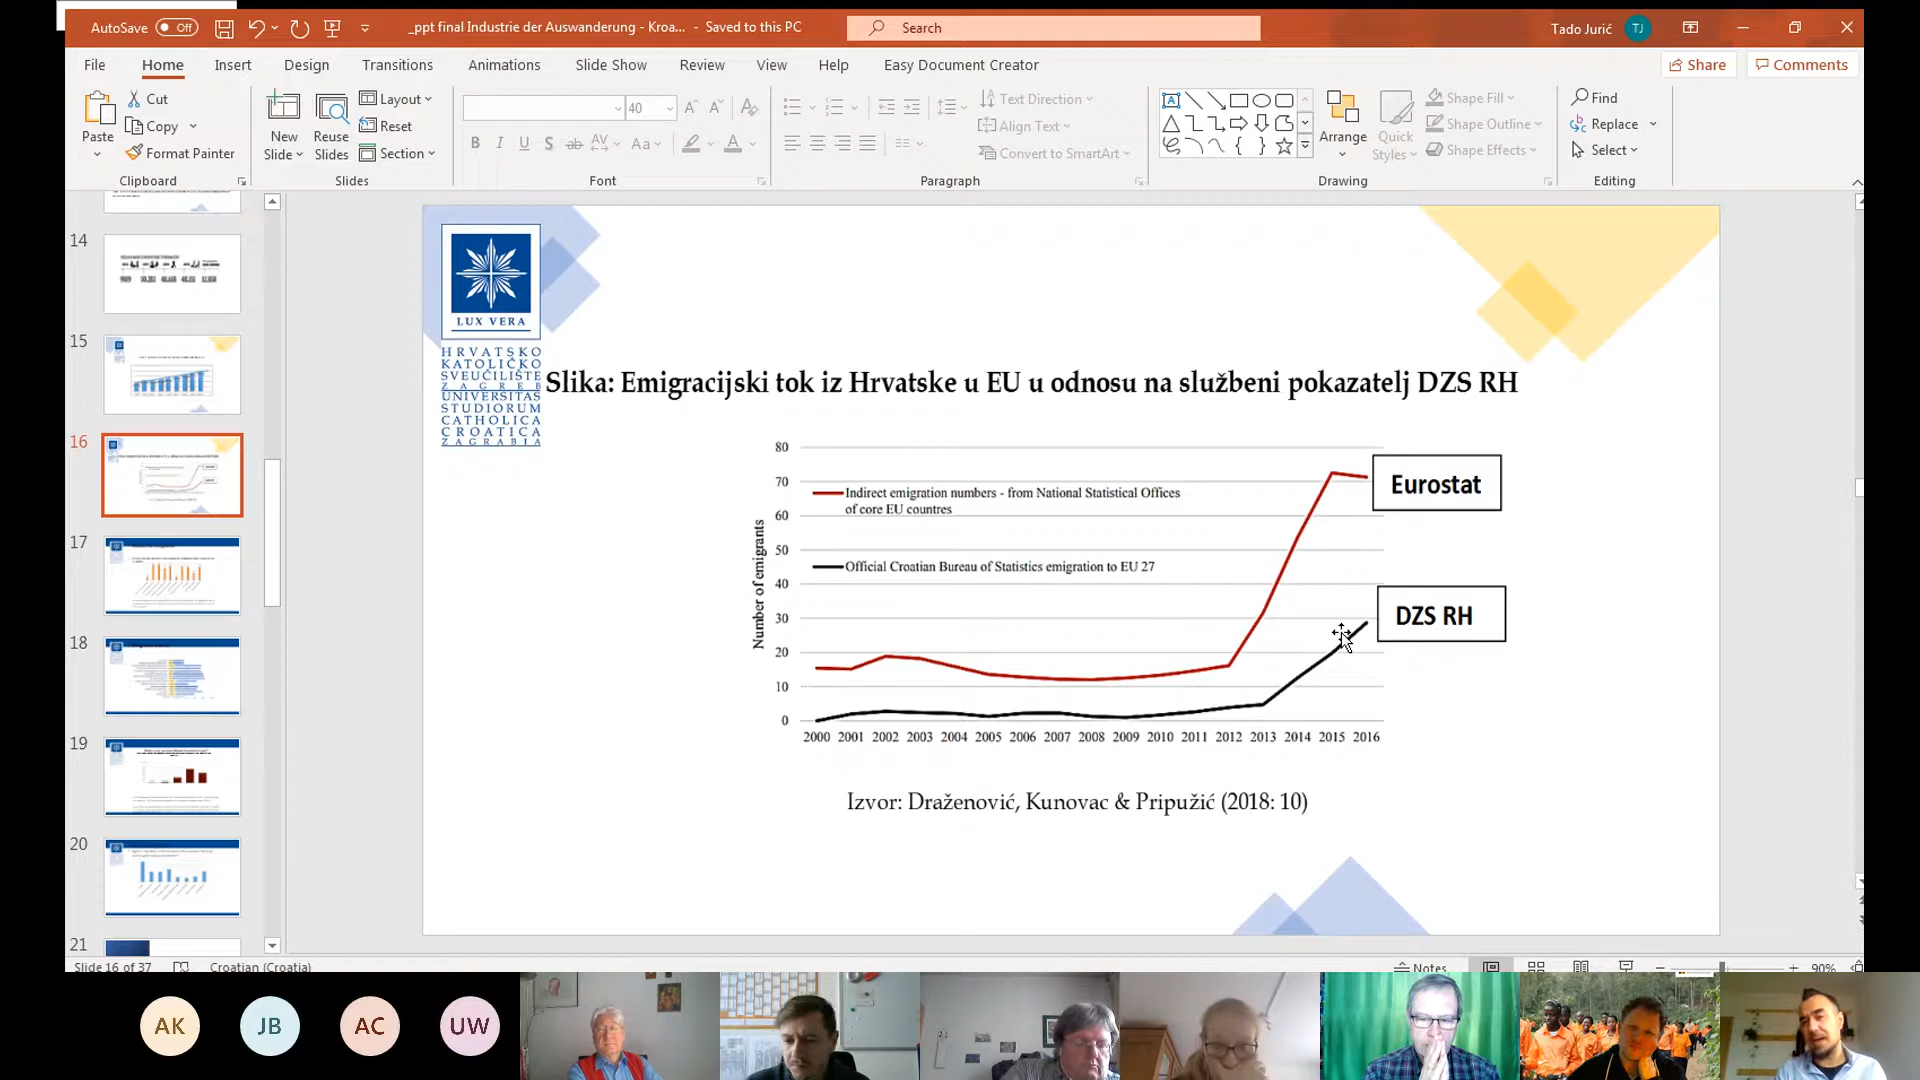 AutoSave Off
_ppt final Industrie der Auswanderung - Kroa... - Saved to this PC
Search
Tado Jurić TJ
File Home Insert Design Transitions Animations Slide Show Review View Help Easy Document Creator
Share Comments
Paste
Cut
Copy
Format Painter
Clipboard
New Slide
Reuse Slides
Layout
Reset
Section
Slides
40
Font
Text Direction
Align Text
Convert to SmartArt
Paragraph
Arrange
Quick Styles
Shape Fill
Shape Outline
Shape Effects
Drawing
Find
Replace
Select
Editing
14
15
16
17
18
19
20
21
LUX VERA
HRVATSKO
KATOLIČKO
SVEUČILIŠTE
ZAGREB
UNIVERSITAS
STUDIORUM
CATHOLICA
CROATICA
ZAGRABIA
Slika: Emigracijski tok iz Hrvatske u EU u odnosu na službeni pokazatelj DZS RH
Number of emigrants
80
70
60
50
40
30
20
10
0
Indirect emigration numbers - from National Statistical Offices
of core EU countres
Official Croatian Bureau of Statistics emigration to EU 27
Eurostat
DZS RH
2000 2001 2002 2003 2004 2005 2006 2007 2008 2009 2010 2011 2012 2013 2014 2015 2016
Izvor: Draženović, Kunovac & Pripužić (2018: 10)
Slide 16 of 37
Croatian (Croatia)
Notes
90%
AK JB AC UW